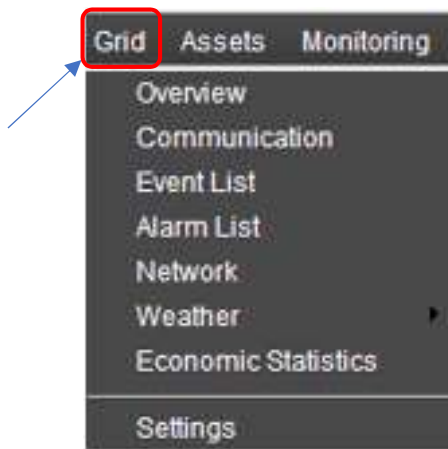 Grid Assets Monitoring
Overview
Communication
Event List
Alarm List
Network
Weather
Economic Statistics
Settings